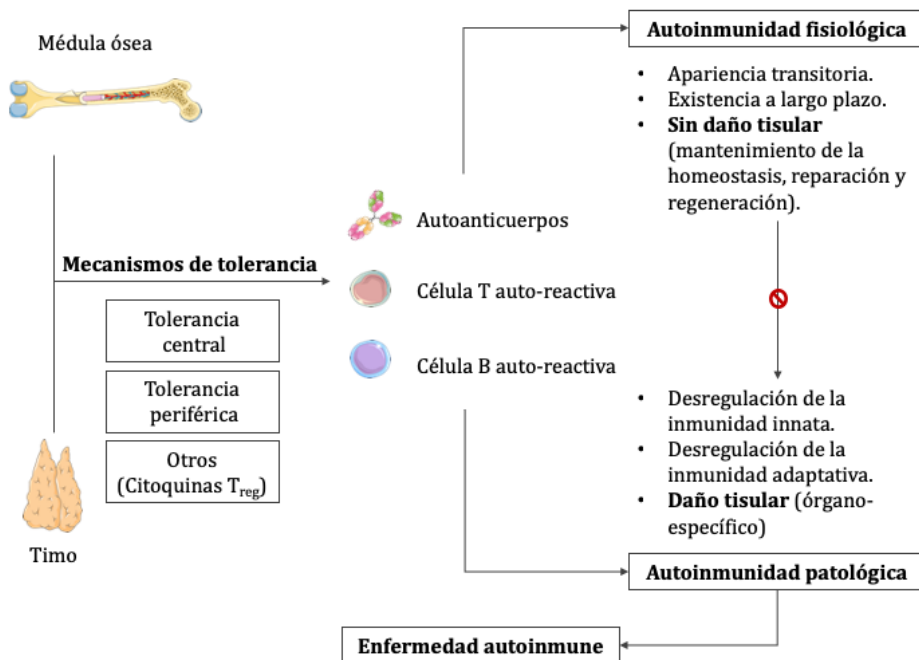 Médula ósea
Mecanismos de tolerancia
Tolerancia
central
Tolerancia
periférica
Otros
(Citoquinas Treg)
Timo
Autoanticuerpos
Célula T auto-reactiva
Célula B auto-reactiva
Autoinmunidad fisiológica
• Apariencia transitoria.
• Existencia a largo plazo.
• Sin daño tisular
(mantenimiento de la
homeostasis, reparación y
regeneración).
• Desregulación de la
inmunidad innata.
• Desregulación de la
inmunidad adaptativa.
• Daño tisular (órgano-
específico)
Autoinmunidad patológica
Enfermedad autoinmune